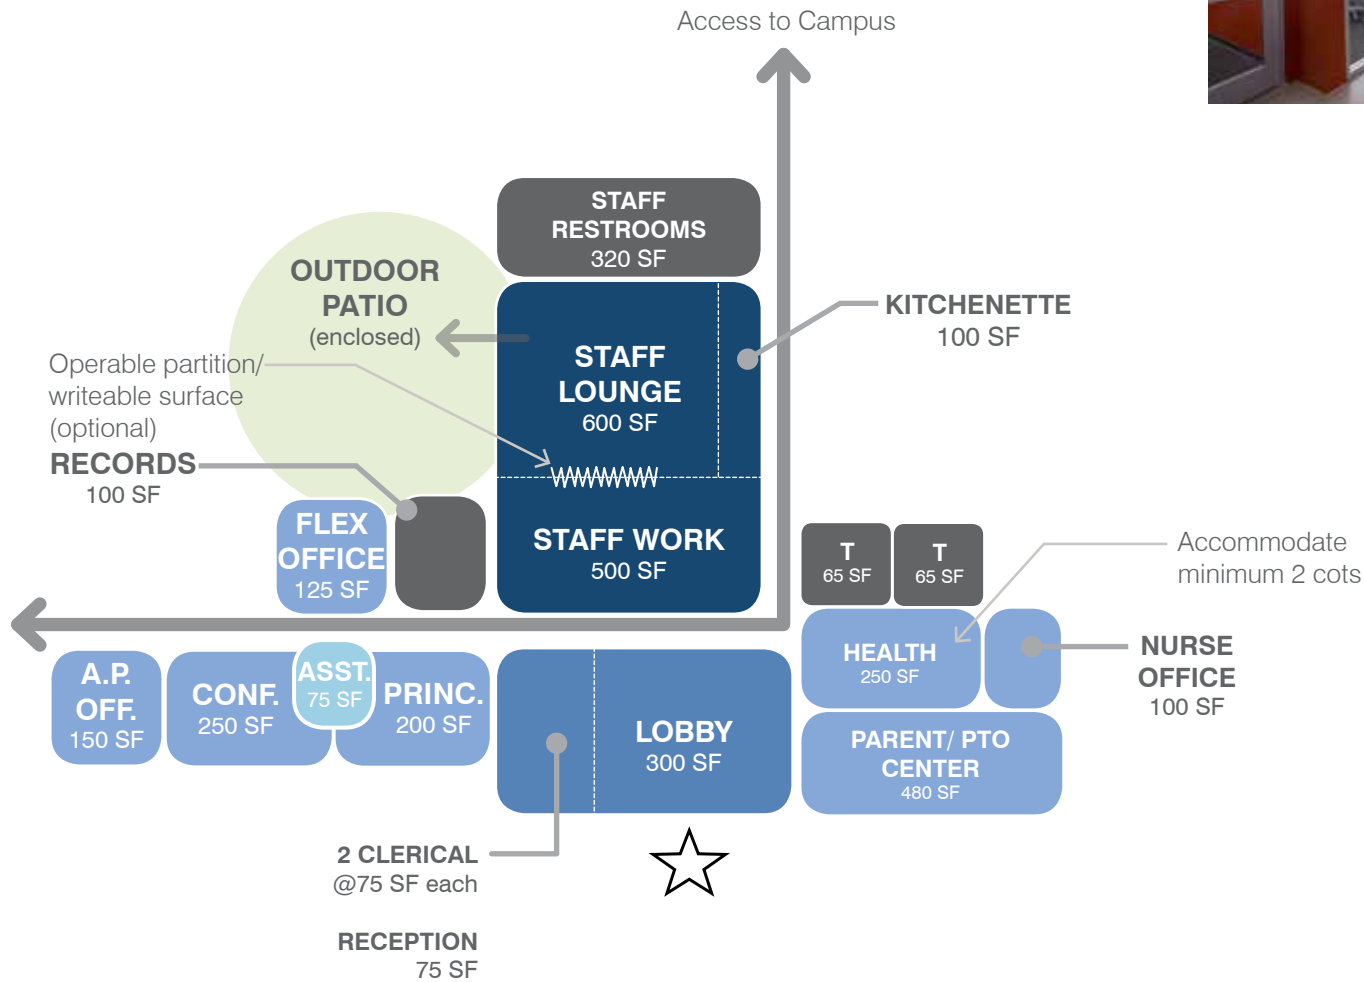 Access to Campus
STAFF
RESTROOMS
320 SF
OUTDOOR
PATIO
(enclosed)
KITCHENETTE
100 SF
STAFF
LOUNGE
600 SF
Operable partition/
writeable surface
(optional)
RECORDS
100 SF
FLEX
OFFICE
125 SF
STAFF WORK
500 SF
T
65 SF
T
65 SF
Accommodate
minimum 2 cots
HEALTH
250 SF
NURSE
OFFICE
100 SF
A.P.
OFF.
150 SF
CONF.
250 SF
ASST.
75 SF
PRINC.
200 SF
LOBBY
300 SF
PARENT/ PTO
CENTER
480 SF
2 CLERICAL
@75 SF each
RECEPTION
75 SF